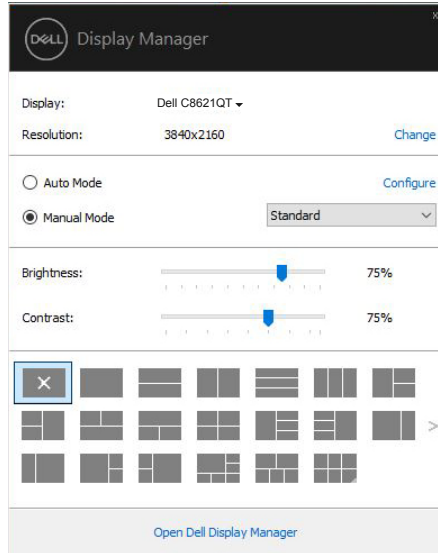 DELL Display Manager
Display: Dell C8621QT
Resolution: 3840x2160 Change
Auto Mode Configure
Manual Mode Standard
Brightness: 75%
Contrast: 75%
Open Dell Display Manager